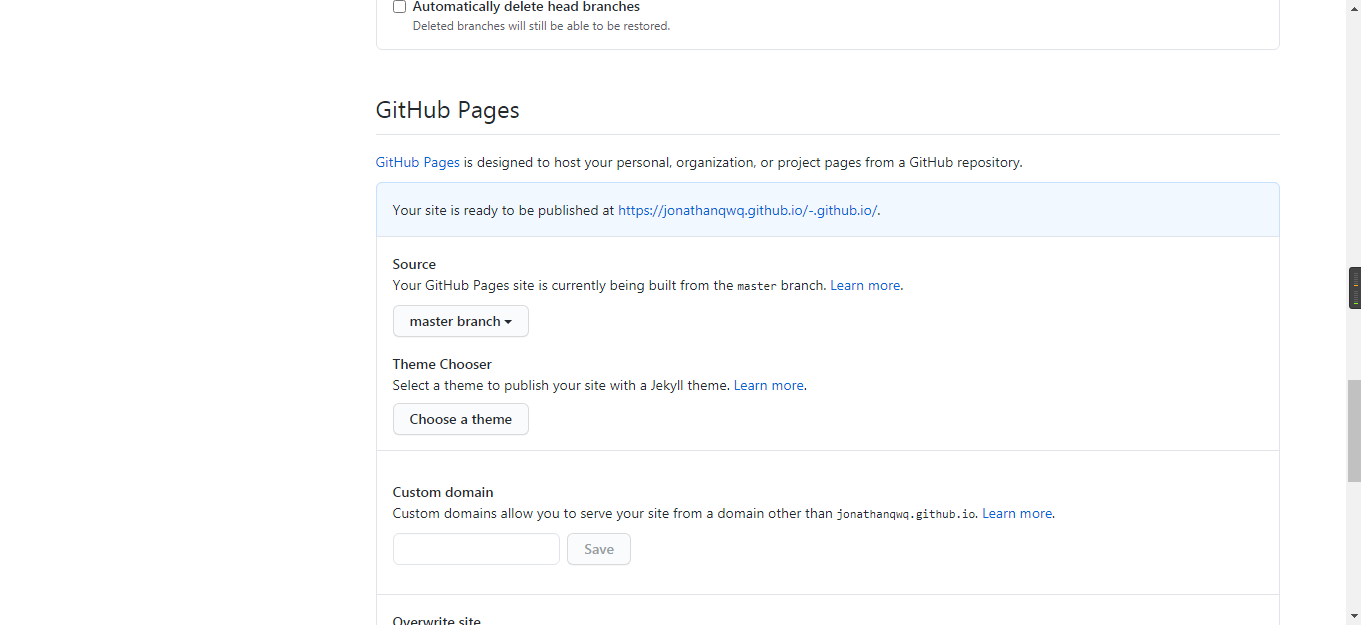 Automatically delete head branches
Deleted branches will still be able to be restored.
GitHub Pages
GitHub Pages is designed to host your personal, organization, or project pages from a GitHub repository.
Your site is ready to be published at https://jonathanqwq.github.io/-.github.io/.
Source
Your GitHub Pages site is currently being built from the master branch. Learn more.
master branch
Theme Chooser
Select a theme to publish your site with a Jekyll theme. Learn more.
Choose a theme
Custom domain
Custom domains allow you to serve your site from a domain other than jonathanqwq.github.io. Learn more.
Save
Overwrite site